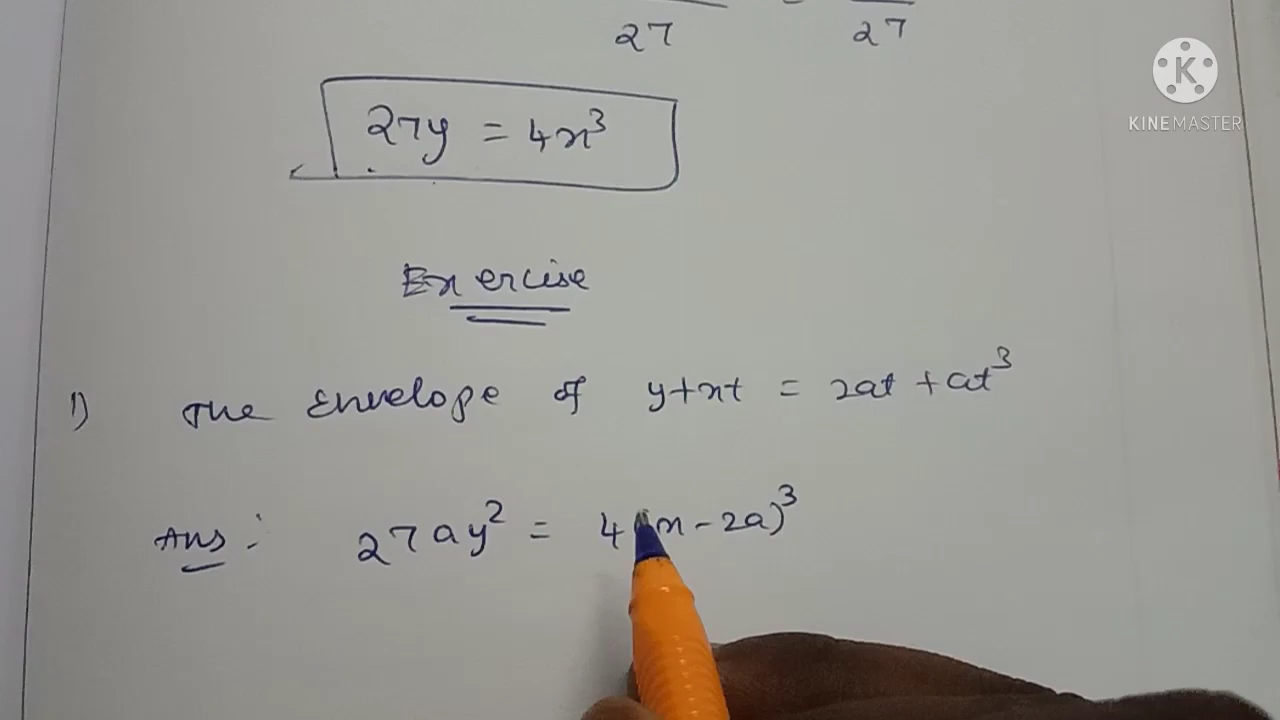 27 = 27
27y = 4x³
Exercise
1) The Envelope of y+xt = 2at + at³
Ans: 27ay² = 4(x-2a)³
K
KINEMASTER